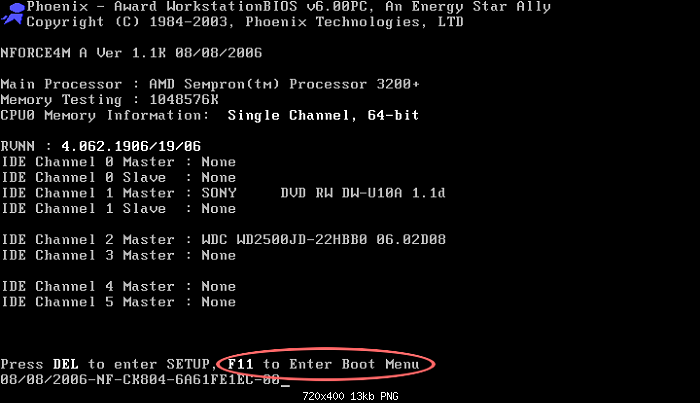 Phoenix - Award WorkstationBIOS v6.00PC, An Energy Star Ally
Copyright (C) 1984-2003, Phoenix Technologies, LTD
NFORCE4M A Ver 1.1K 08/08/2006
Main Processor : AMD Sempron(tm) Processor 3200+
Memory Testing : 1048576K
CPU0 Memory Information: Single Channel, 64-bit
RVNN : 4.062.1906/19/06
IDE Channel 0 Master : None
IDE Channel 0 Slave : None
IDE Channel 1 Master : SONY DVD RW DW-U10A 1.1d
IDE Channel 1 Slave : None
IDE Channel 2 Master : WDC WD2500JD-22HBB0 06.02D08
IDE Channel 3 Master : None
IDE Channel 4 Master : None
IDE Channel 5 Master : None
Press DEL to enter SETUP, F11 to Enter Boot Menu
08/08/2006-NF-CK804-6A61FE1EC-00_
720x400 13kb PNG